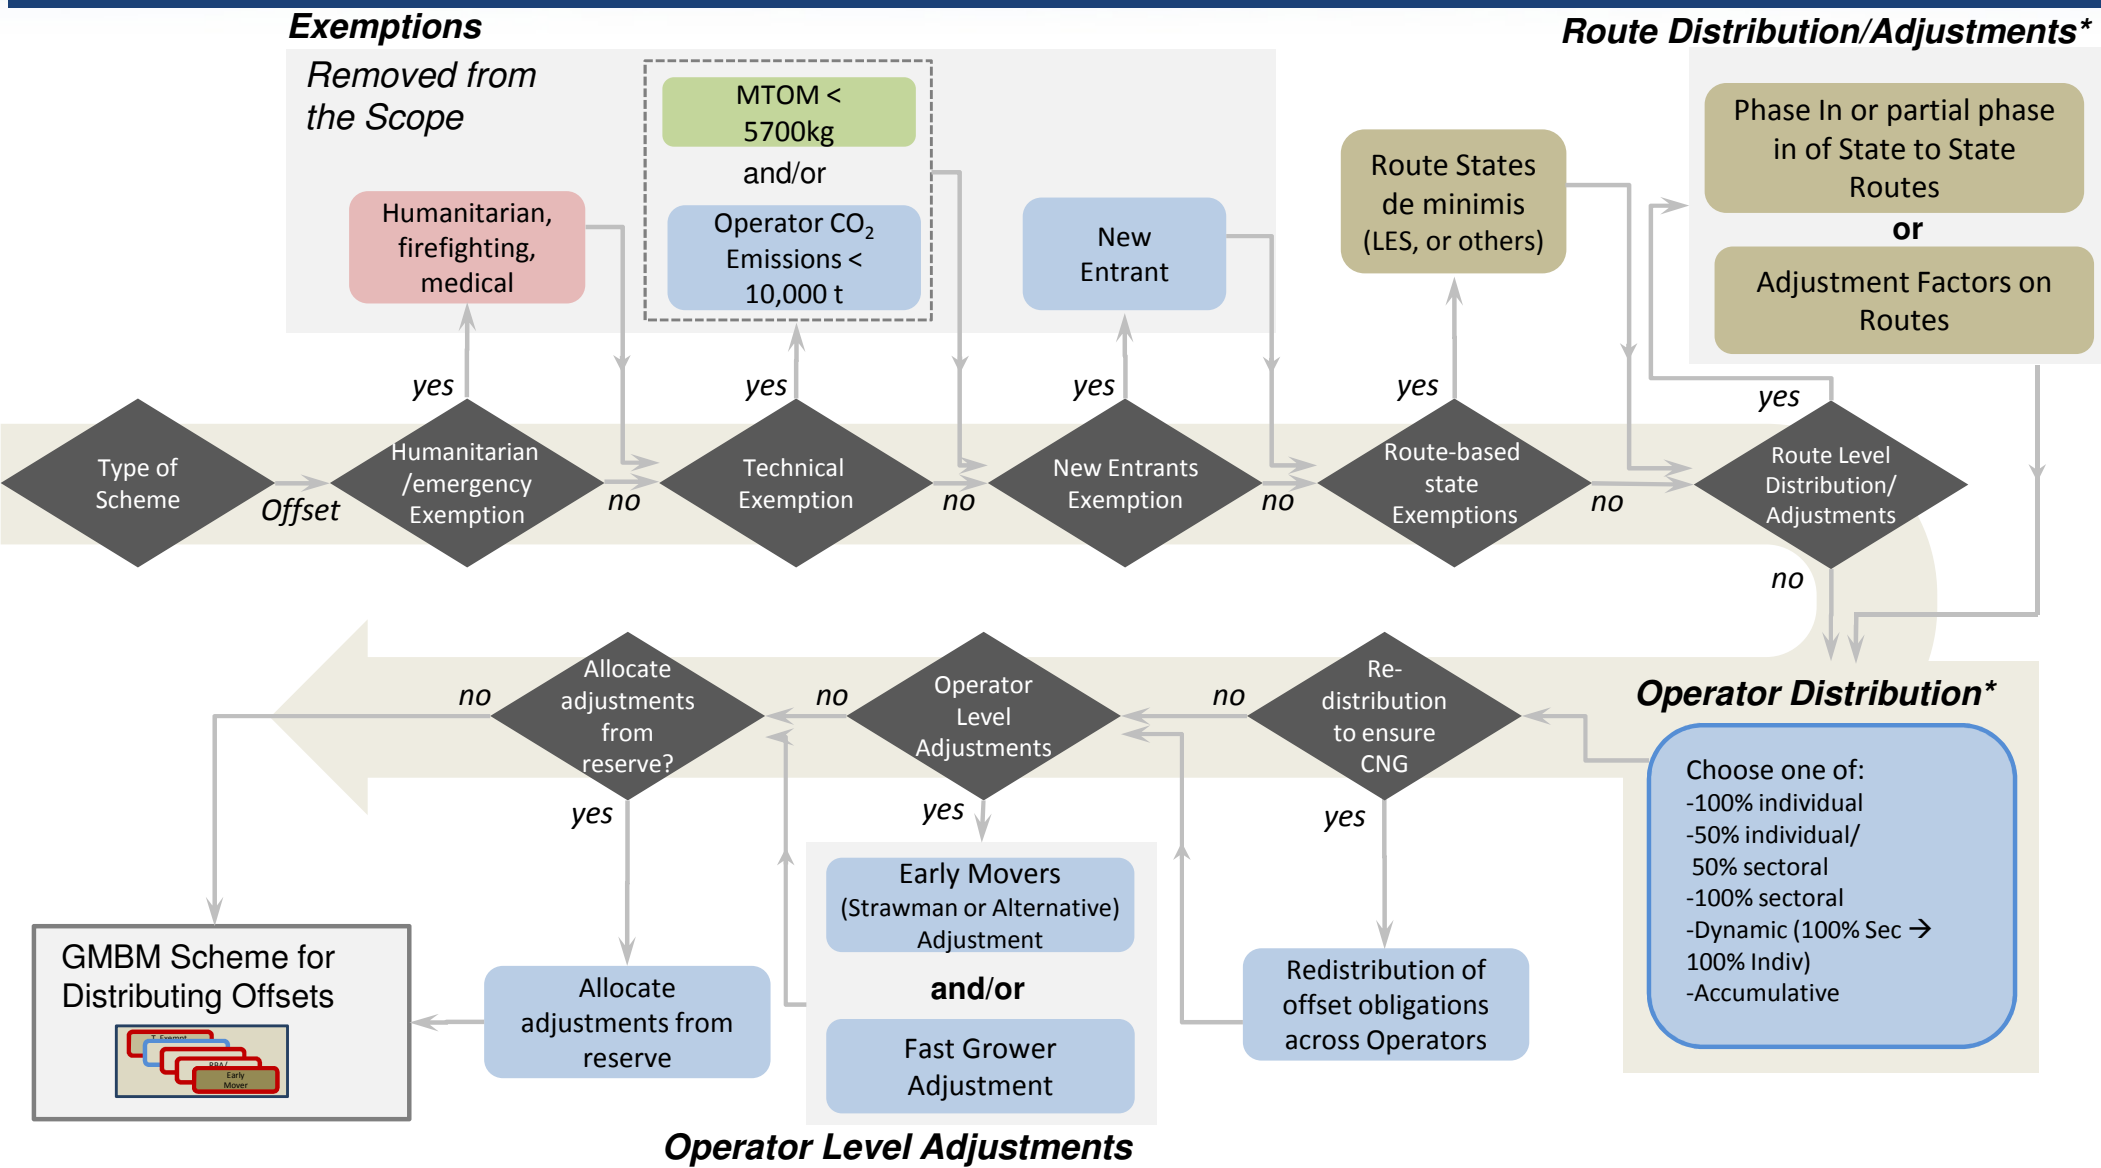 Exemptions
Route Distribution/Adjustments*
Removed from
the Scope
MTOM <
5700kg
and/or
Operator CO₂
Emissions <
10,000 t
Humanitarian,
firefighting,
medical
New
Entrant
Route States
de minimis
(LES, or others)
Phase In or partial phase
in of State to State
Routes
or
Adjustment Factors on
Routes
yes
yes
yes
yes
yes
Type of
Scheme
Offset
Humanitarian
/emergency
Exemption
no
Technical
Exemption
no
New Entrants
Exemption
no
Route-based
state
Exemptions
no
Route Level
Distribution/
Adjustments
no
Operator Distribution*
Choose one of:
-100% individual
-50% individual/
50% sectoral
-100% sectoral
-Dynamic (100% Sec →
100% Indiv)
-Accumulative
Re-
distribution
to ensure
CNG
no
yes
Redistribution of
offset obligations
across Operators
Operator
Level
Adjustments
no
yes
Early Movers
(Strawman or Alternative)
Adjustment
and/or
Fast Grower
Adjustment
Operator Level Adjustments
Allocate
adjustments
from
reserve?
no
yes
Allocate
adjustments from
reserve
GMBM Scheme for
Distributing Offsets
Early
Mover